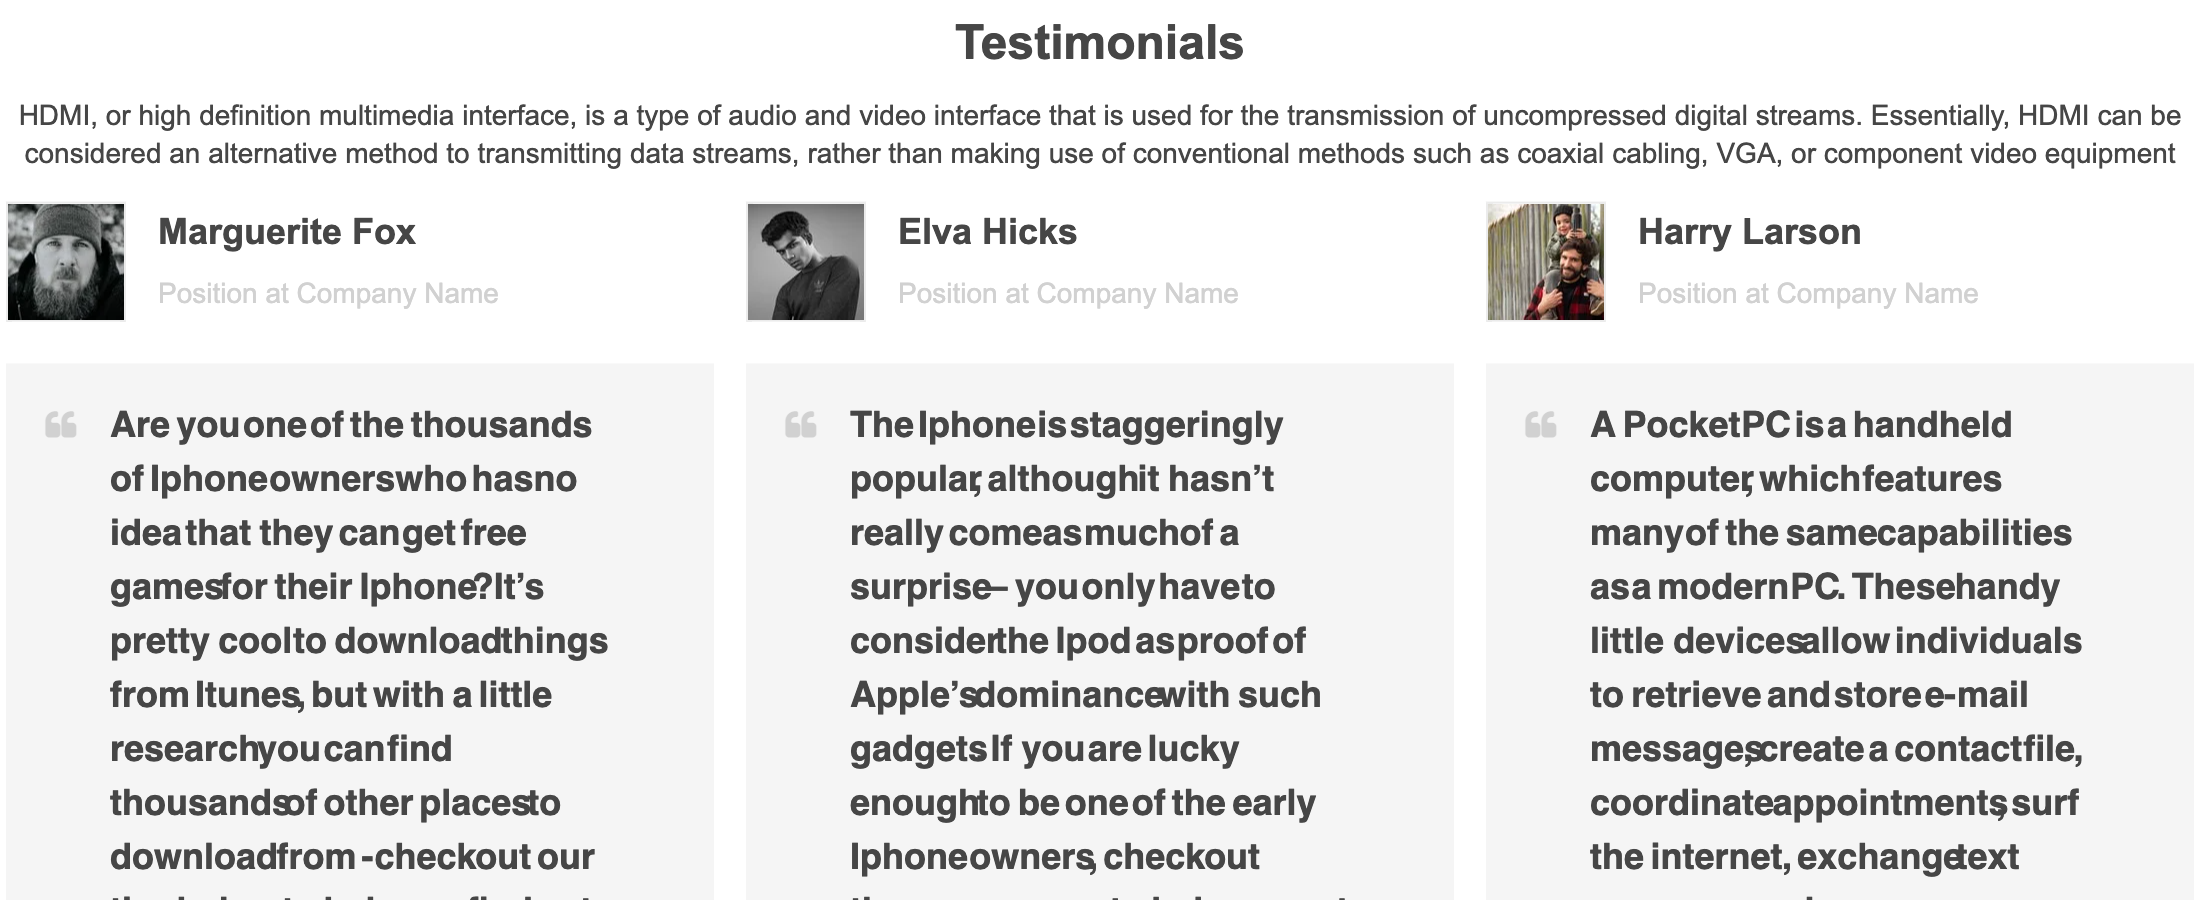 Testimonials
HDMI, or high definition multimedia interface, is a type of audio and video interface that is used for the transmission of uncompressed digital streams. Essentially, HDMI can be
considered an alternative method to transmitting data streams, rather than making use of conventional methods such as coaxial cabling, VGA, or component video equipment
Marguerite Fox
Position at Company Name
“
Are you one of the thousands
of Iphone owners who has no
idea that they can get free
games for their Iphone? It’s
pretty cool to download things
from Itunes, but with a little
research you can find
thousands of other places to
download from - check out our
Elva Hicks
Position at Company Name
“
The Iphone is staggeringly
popular, although it hasn’t
really come as much of a
surprise – you only have to
consider the Ipod as proof of
Apple’s dominance with such
gadgets If you are lucky
enough to be one of the early
Iphone owners, check out
Harry Larson
Position at Company Name
“
A Pocket PC is a handheld
computer, which features
many of the same capabilities
as a modern PC. These handy
little devices allow individuals
to retrieve and store e-mail
messages, create a contact file,
coordinate appointments, surf
the internet, exchange text